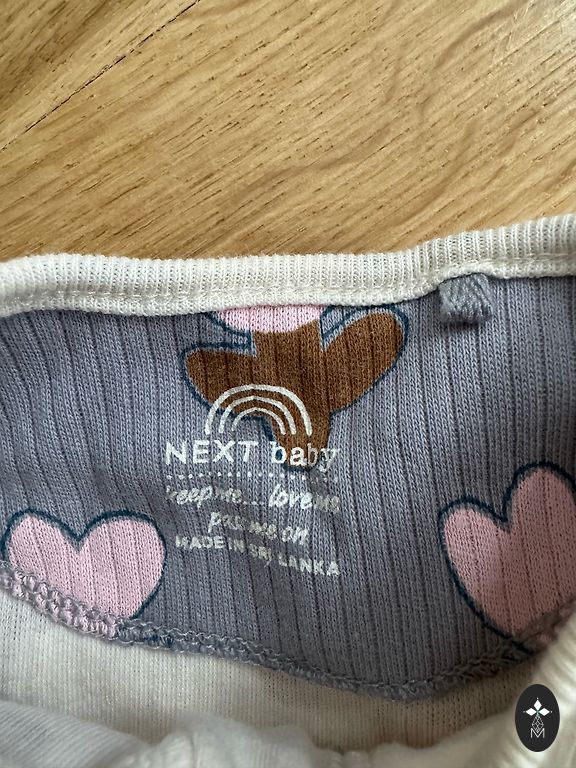 NEXT baby
keep me... love me
pass me on
MADE IN SRI LANKA
M